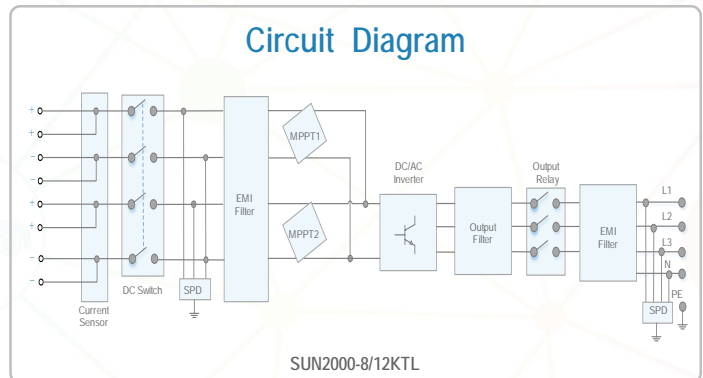 Circuit Diagram
+
+
−
−
+
+
−
−
Current
Sensor
DC Switch
SPD
EMI
Filter
MPPT1
MPPT2
DC/AC
Inverter
Output
Filter
Output
Relay
EMI
Filter
L1
L2
L3
N
PE
SPD
SUN2000-8/12KTL